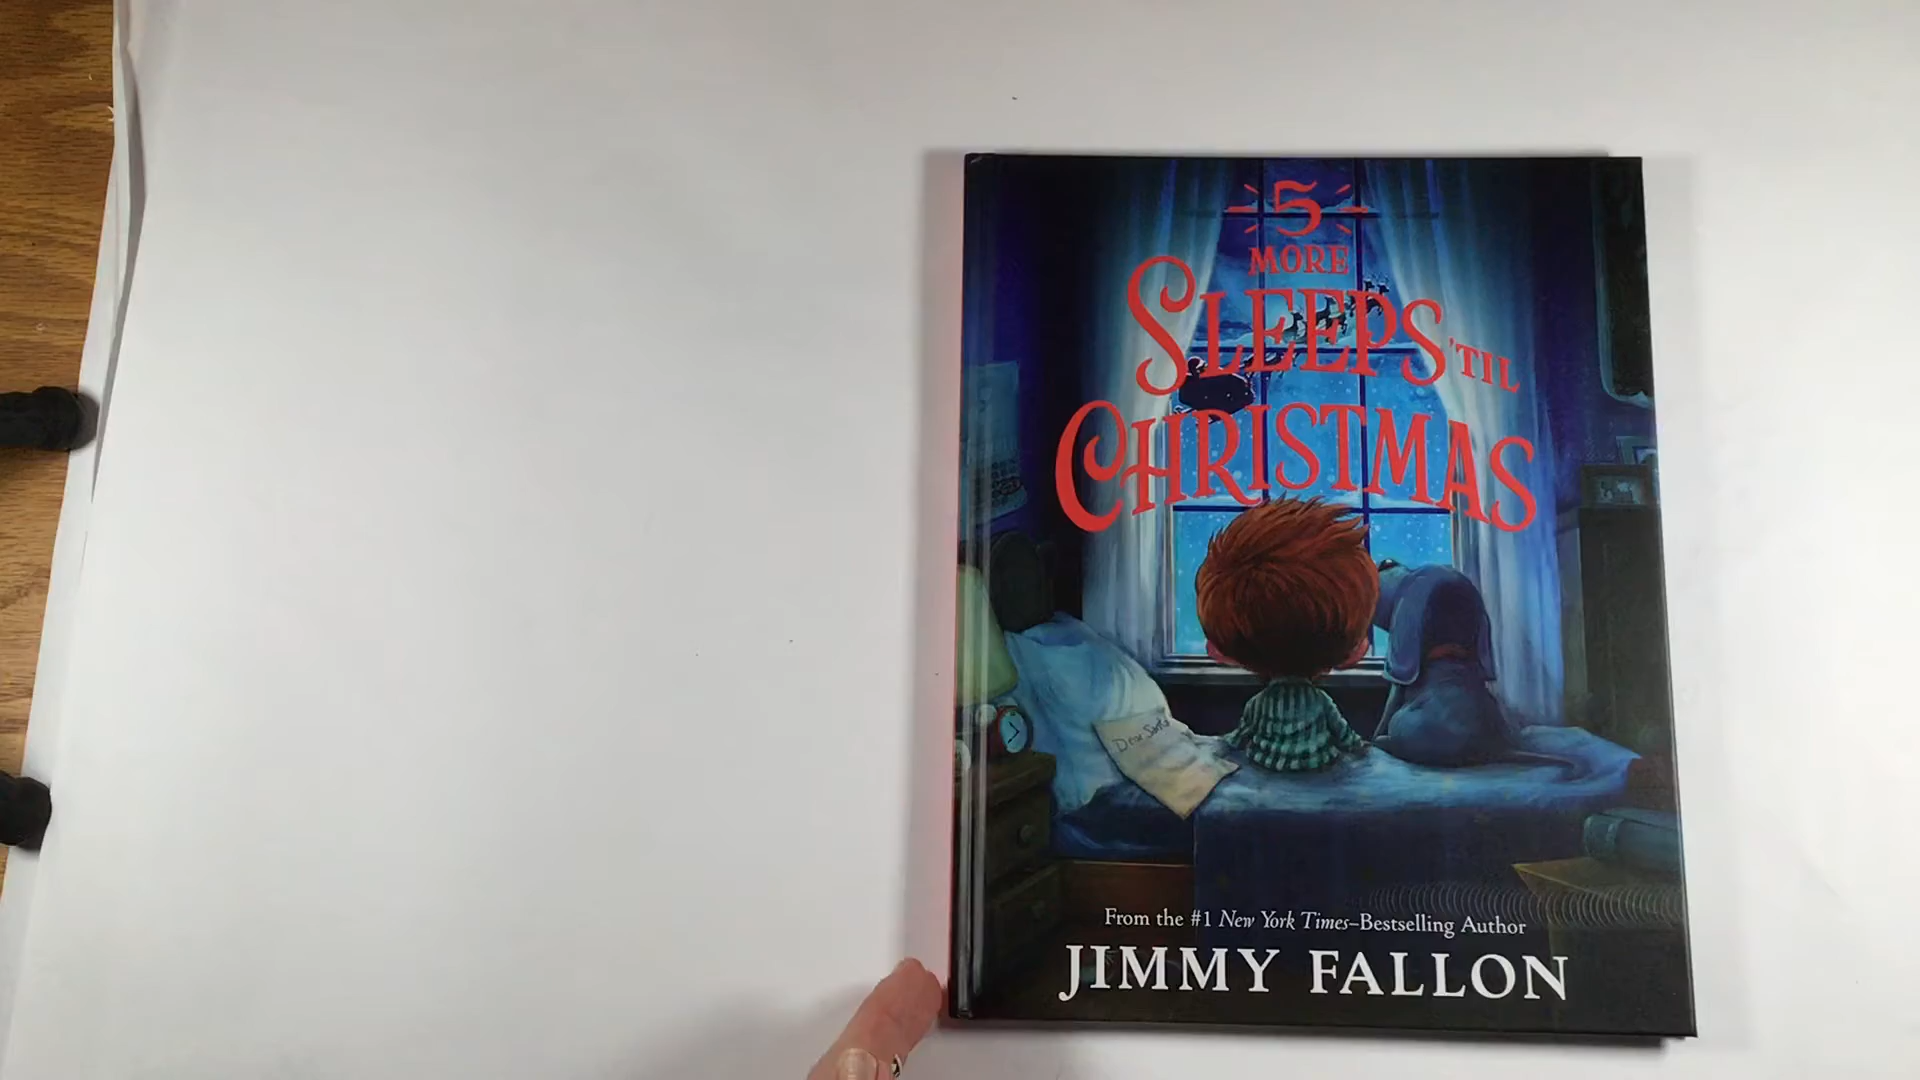 5
MORE
SLEEPS 'TIL
CHRISTMAS
Dear Santa
From the #1 New York Times–Bestselling Author
JIMMY FALLON